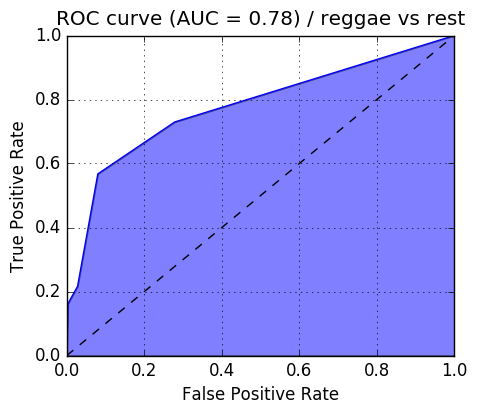 ROC curve (AUC = 0.78) / reggae vs rest
1.0
0.8
0.6
0.4
0.2
0.0
True Positive Rate
0.0 0.2 0.4 0.6 0.8 1.0
False Positive Rate